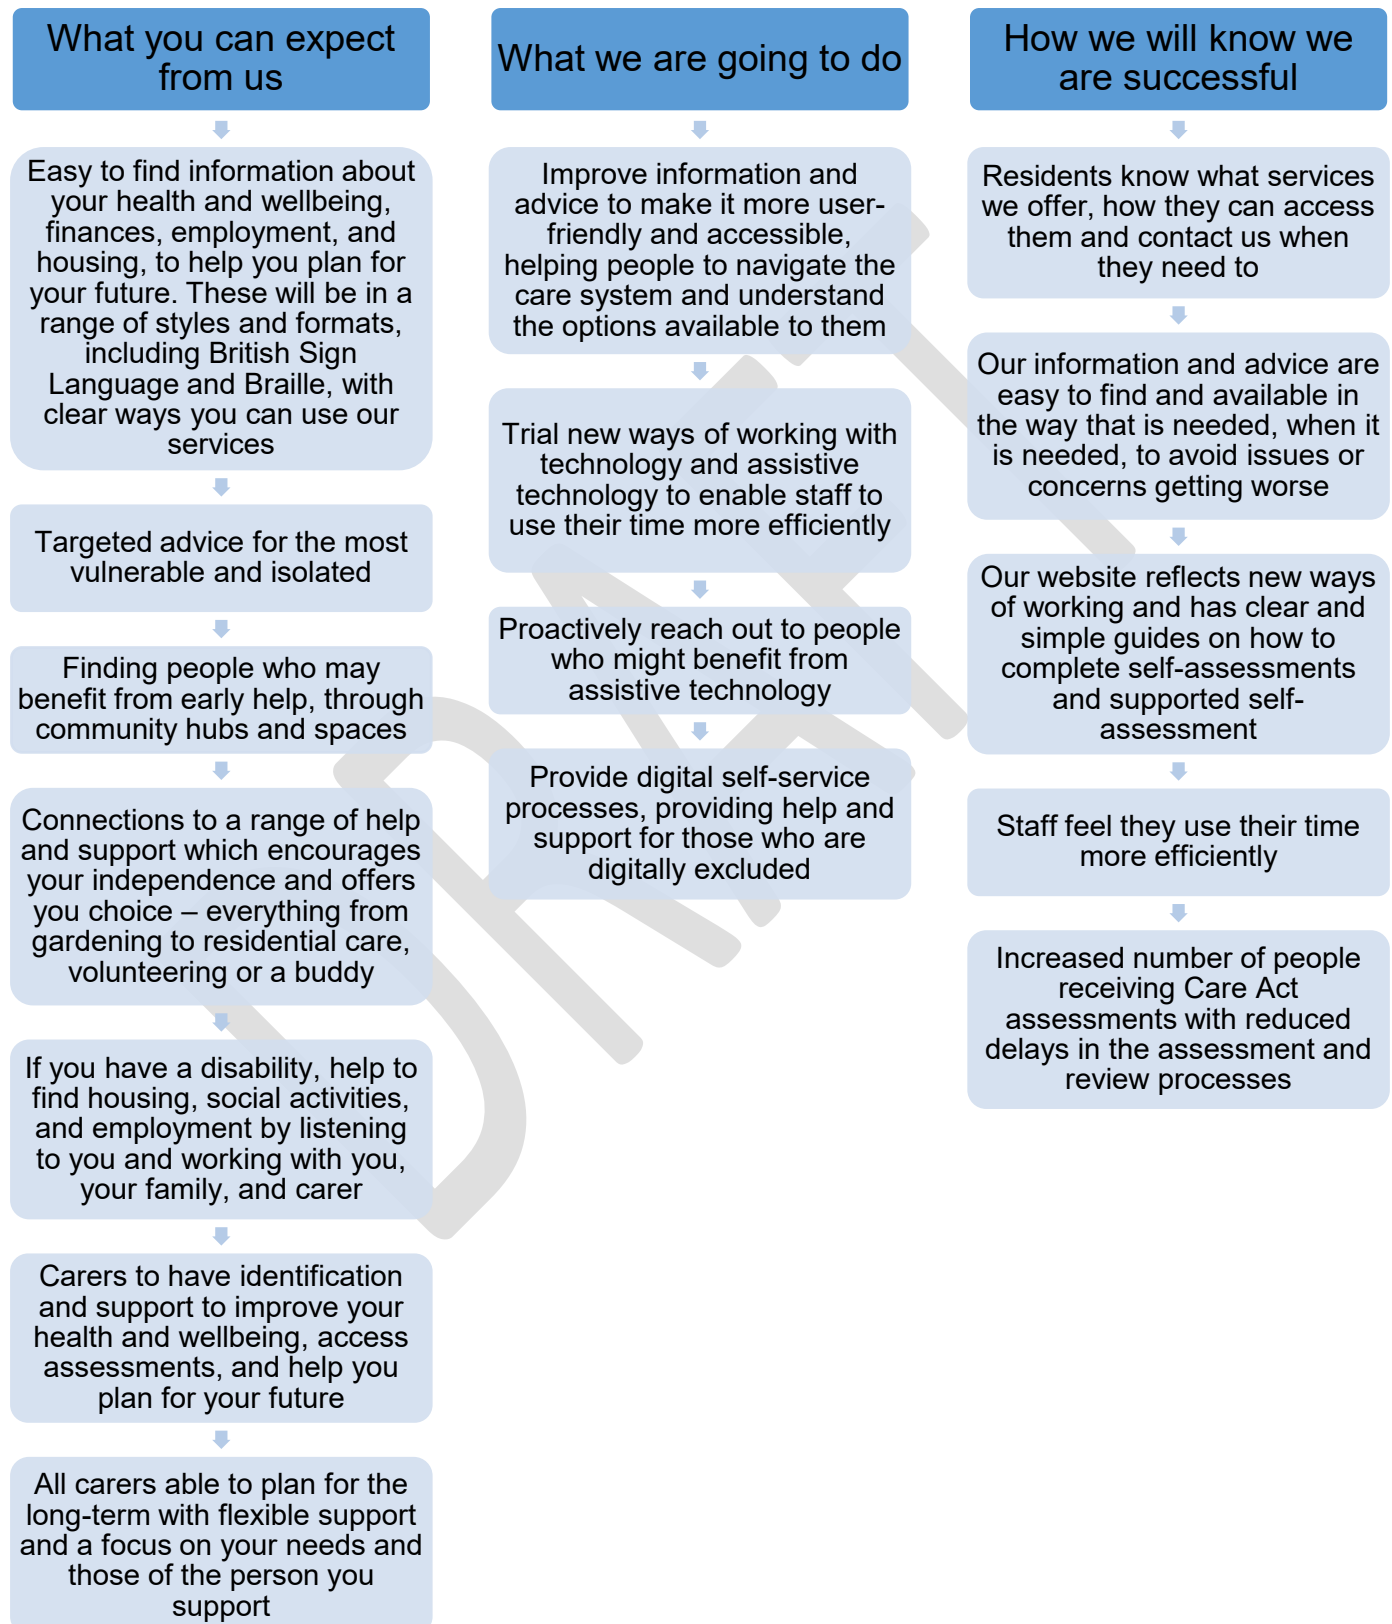 What you can expect
from us
Easy to find information about
your health and wellbeing,
finances, employment, and
housing, to help you plan for
your future. These will be in a
range of styles and formats,
including British Sign
Language and Braille, with
clear ways you can use our
services
Targeted advice for the most
vulnerable and isolated
Finding people who may
benefit from early help, through
community hubs and spaces
Connections to a range of help
and support which encourages
your independence and offers
you choice – everything from
gardening to residential care,
volunteering or a buddy
If you have a disability, help to
find housing, social activities,
and employment by listening
to you and working with you,
your family, and carer
Carers to have identification
and support to improve your
health and wellbeing, access
assessments, and help you
plan for your future
All carers able to plan for the
long-term with flexible support
and a focus on your needs and
those of the person you
support
What we are going to do
Improve information and
advice to make it more user-
friendly and accessible,
helping people to navigate the
care system and understand
the options available to them
Trial new ways of working with
technology and assistive
technology to enable staff to
use their time more efficiently
Proactively reach out to people
who might benefit from
assistive technology
Provide digital self-service
processes, providing help and
support for those who are
digitally excluded
How we will know we
are successful
Residents know what services
we offer, how they can access
them and contact us when
they need to
Our information and advice are
easy to find and available in
the way that is needed, when it
is needed, to avoid issues or
concerns getting worse
Our website reflects new ways
of working and has clear and
simple guides on how to
complete self-assessments
and supported self-
assessment
Staff feel they use their time
more efficiently
Increased number of people
receiving Care Act
assessments with reduced
delays in the assessment and
review processes
DRAFT